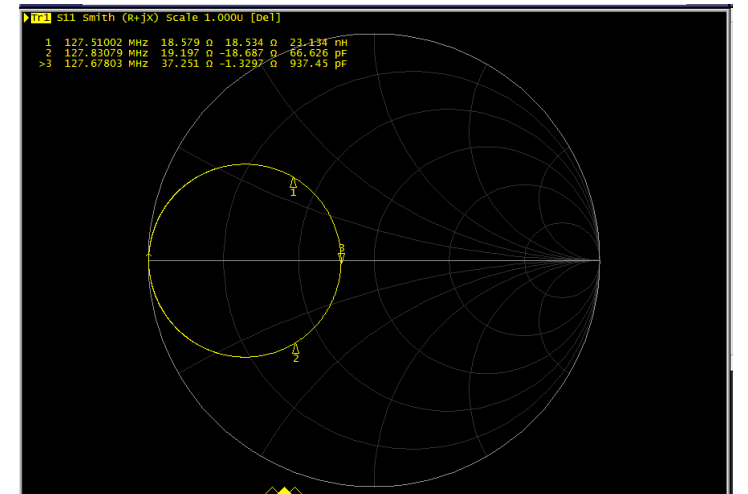 Tr1 S11 Smith (R+jX) Scale 1.000U [Del]
1 127.51002 MHz 18.579 Ω 18.534 Ω 23.134 nH
2 127.83079 MHz 19.197 Ω -18.687 Ω 66.626 pF
>3 127.67803 MHz 37.251 Ω -1.3297 Ω 937.45 pF
1
3
2